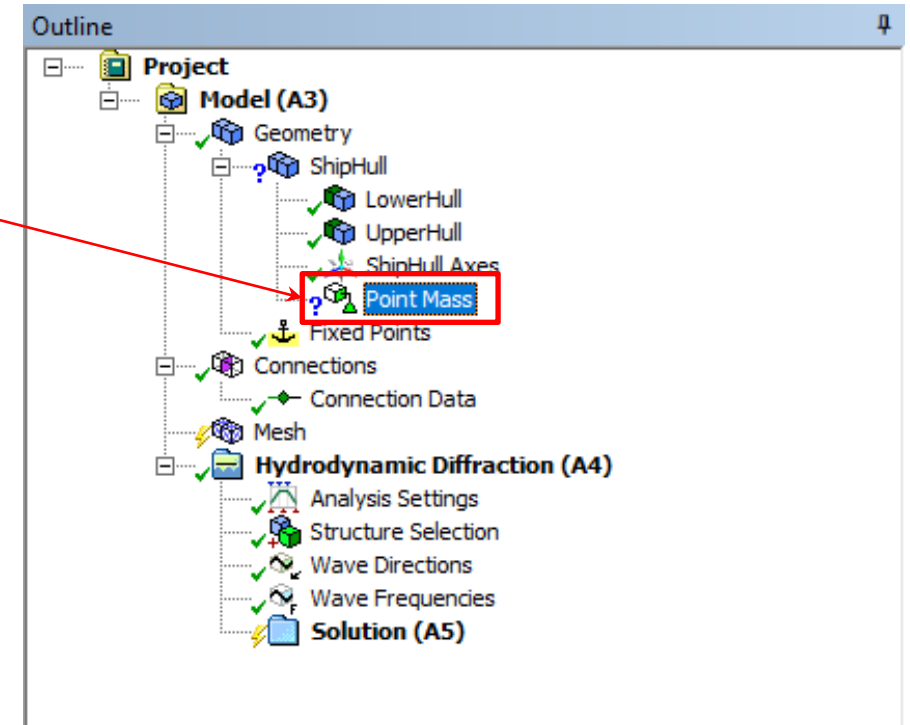 Outline
Project
Model (A3)
Geometry
? ShipHull
LowerHull
UpperHull
ShipHull Axes
? Point Mass
Fixed Points
Connections
Connection Data
Mesh
Hydrodynamic Diffraction (A4)
Analysis Settings
Structure Selection
Wave Directions
F Wave Frequencies
Solution (A5)